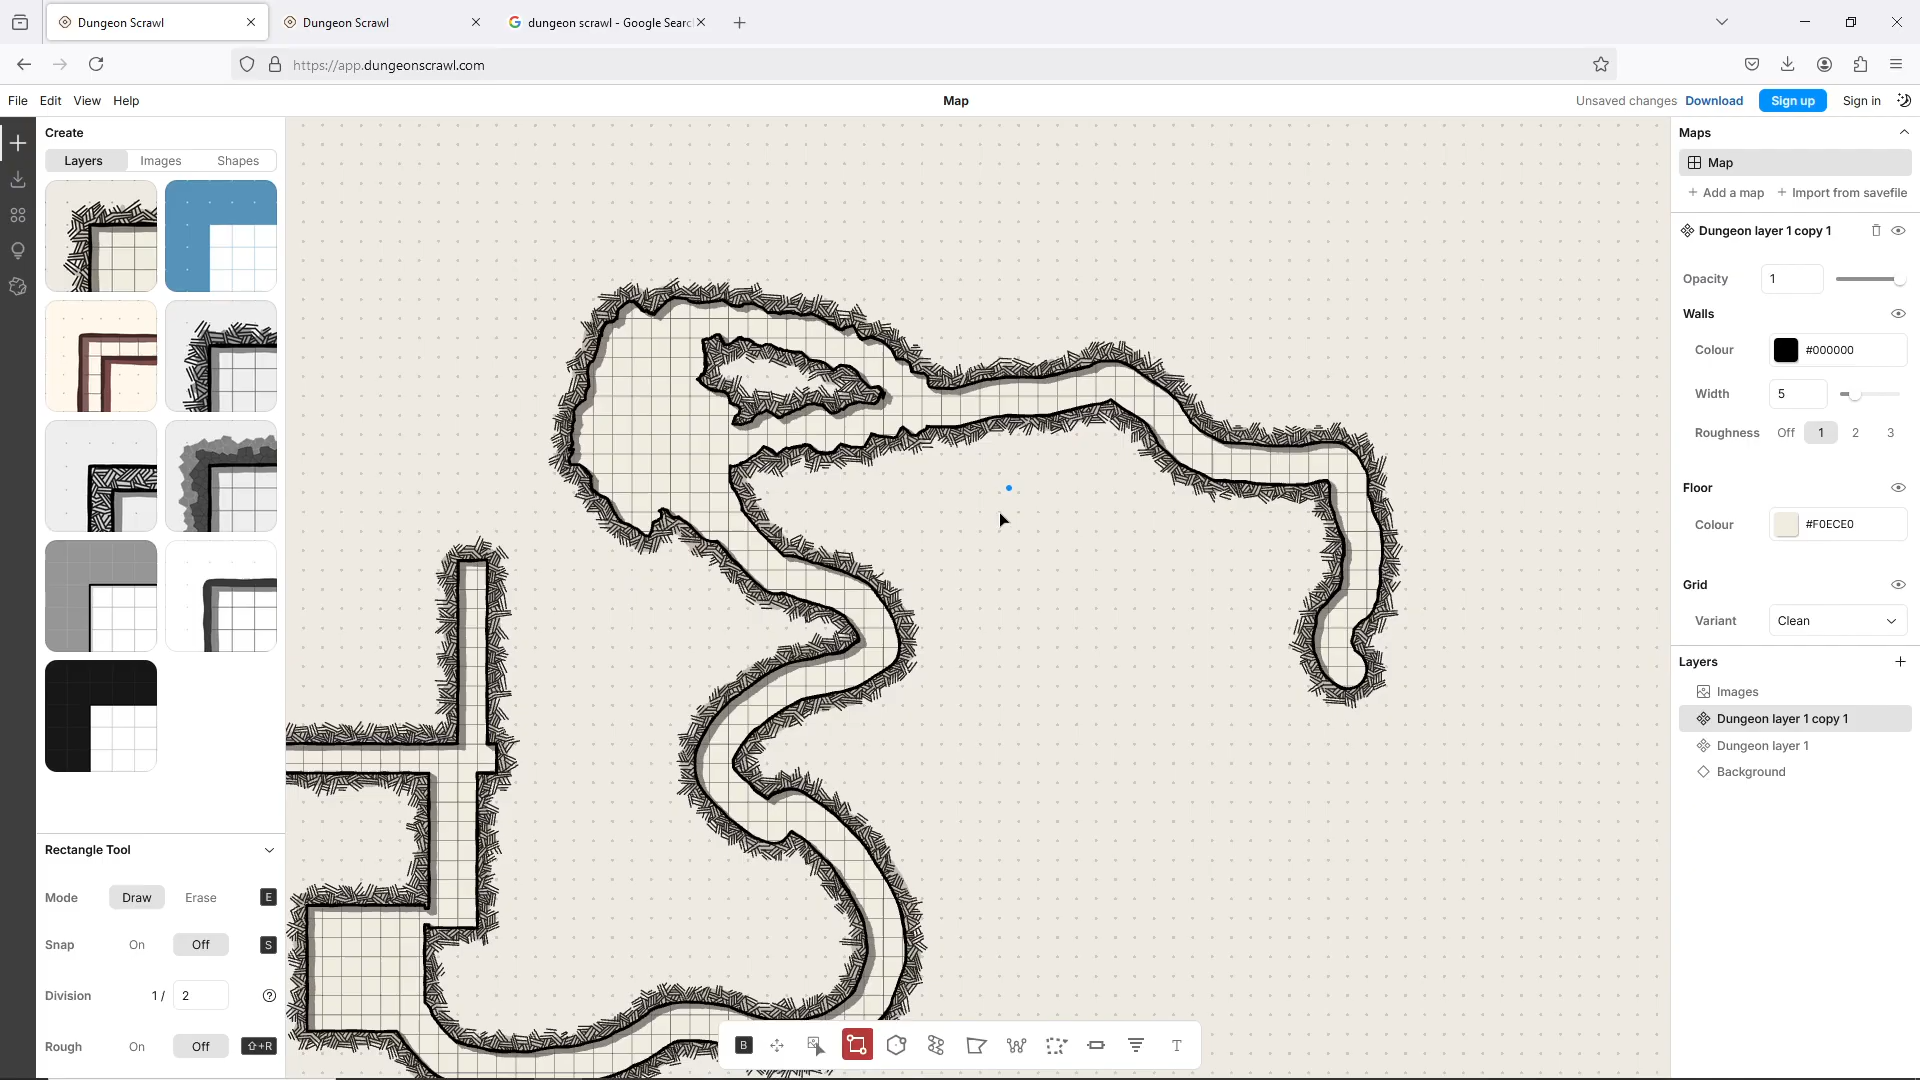 Dungeon Scrawl
Dungeon Scrawl
dungeon scrawl - Google Searc
https://app.dungeonscrawl.com
File Edit View Help
Map
Unsaved changes Download Sign up Sign in
Create
Layers Images Shapes
Rectangle Tool
Mode Draw Erase E
Snap On Off S
Division 1 / 2
Rough On Off ⇧+R
B
T
Maps
Map
+ Add a map + Import from savefile
Dungeon layer 1 copy 1
Opacity 1
Walls
Colour #000000
Width 5
Roughness Off 1 2 3
Floor
Colour #F0ECE0
Grid
Variant Clean
Layers
Images
Dungeon layer 1 copy 1
Dungeon layer 1
Background